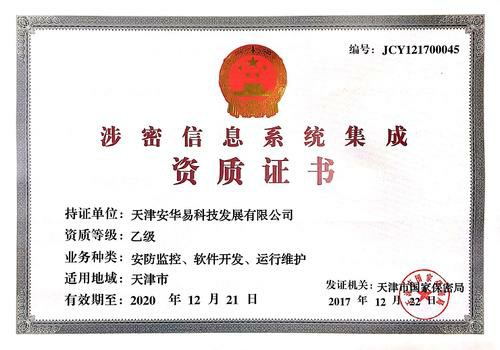 编号：JCY121700045
涉密信息系统集成
资质证书
持证单位：天津安华易科技发展有限公司
资质等级：乙级
业务种类：安防监控、软件开发、运行维护
适用地域：天津市
有效期至：2020 年 12 月 21 日
发证机关：天津市国家保密局
2017 年 12 月 22 日